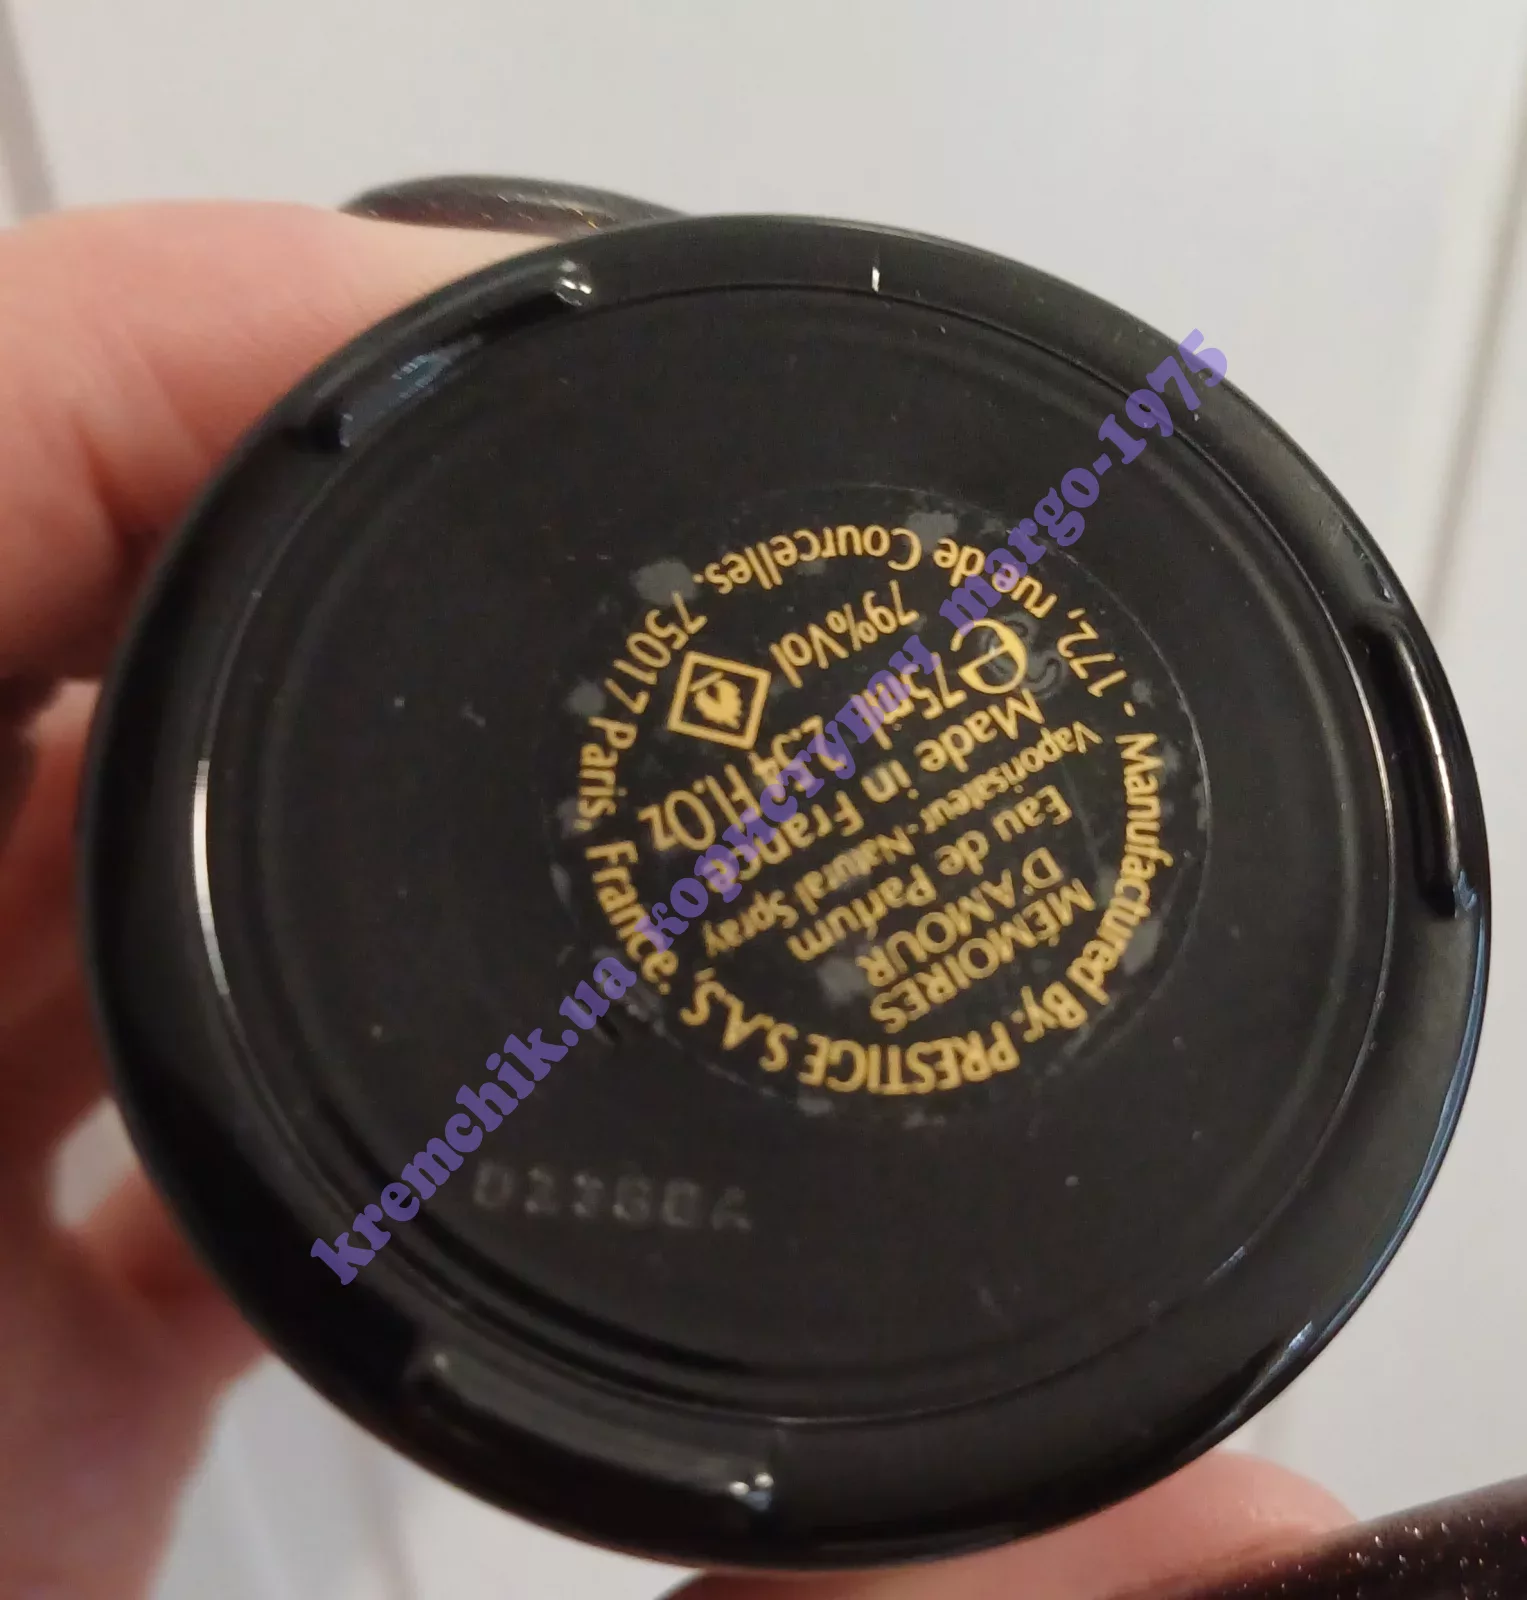 Manufactured By: PRESTIGE S.A.S. - 172, rue de Courcelles. 75017 Paris, France.
MÉMOIRES
D'AMOUR
Eau de Parfum
Vaporisateur - Natural Spray
Made in France
e 75ml 2.54 Fl.Oz
79%Vol
kremchik.ua користувач margo-1975